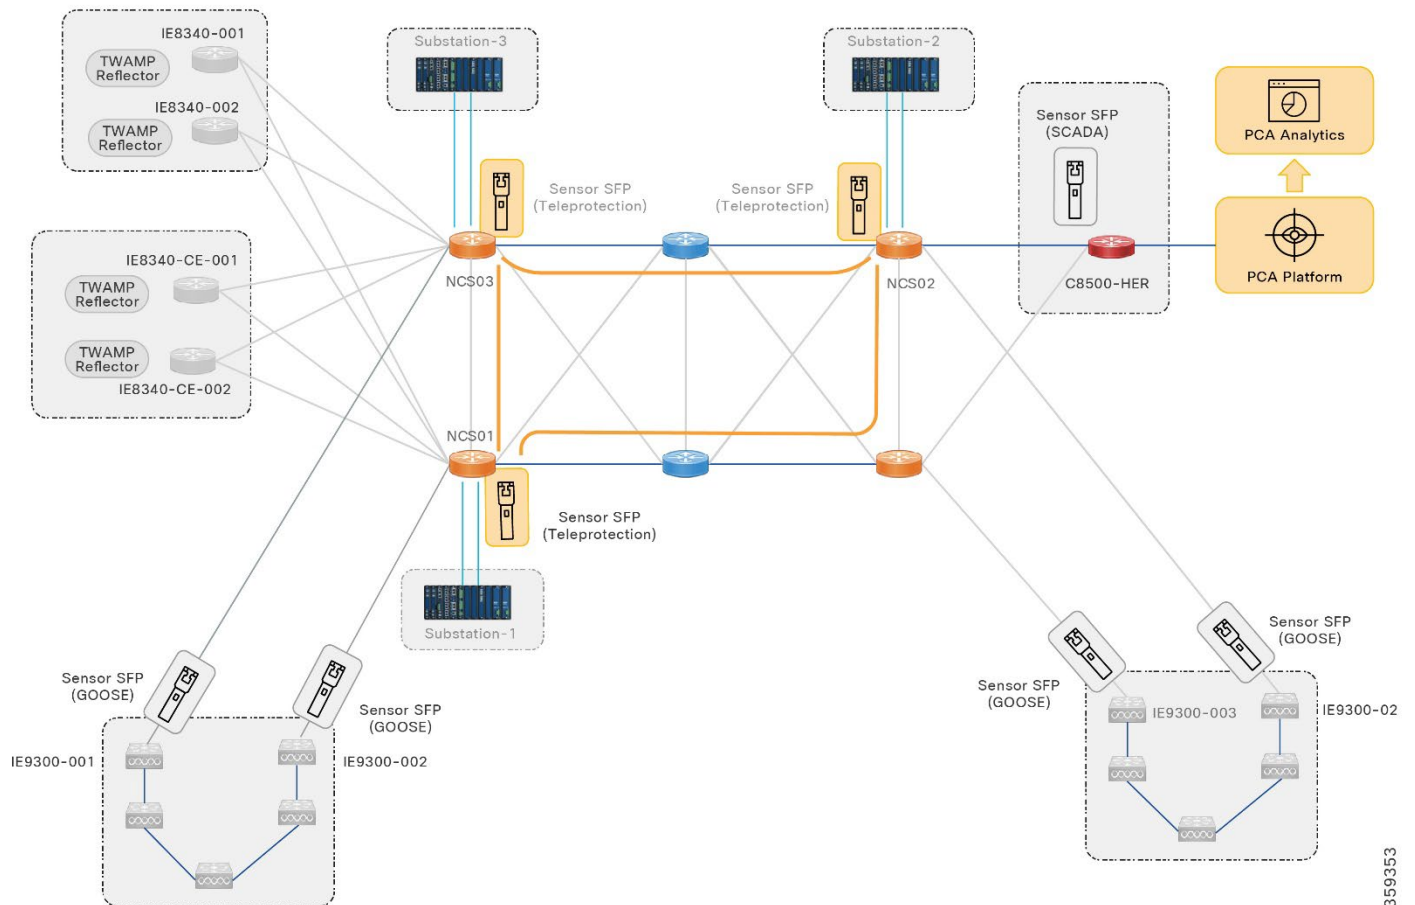 IE8340-001
TWAMP
Reflector
IE8340-002
TWAMP
Reflector
Substation-3
Substation-2
Sensor SFP
(SCADA)
PCA Analytics
Sensor SFP
(Teleprotection)
Sensor SFP
(Teleprotection)
IE8340-CE-001
TWAMP
Reflector
TWAMP
Reflector
IE8340-CE-002
NCS03
NCS02
C8500-HER
PCA Platform
NCS01
Sensor SFP
(Teleprotection)
Substation-1
Sensor SFP
(GOOSE)
Sensor SFP
(GOOSE)
IE9300-001
IE9300-002
Sensor SFP
(GOOSE)
Sensor SFP
(GOOSE)
IE9300-003
IE9300-02
359353